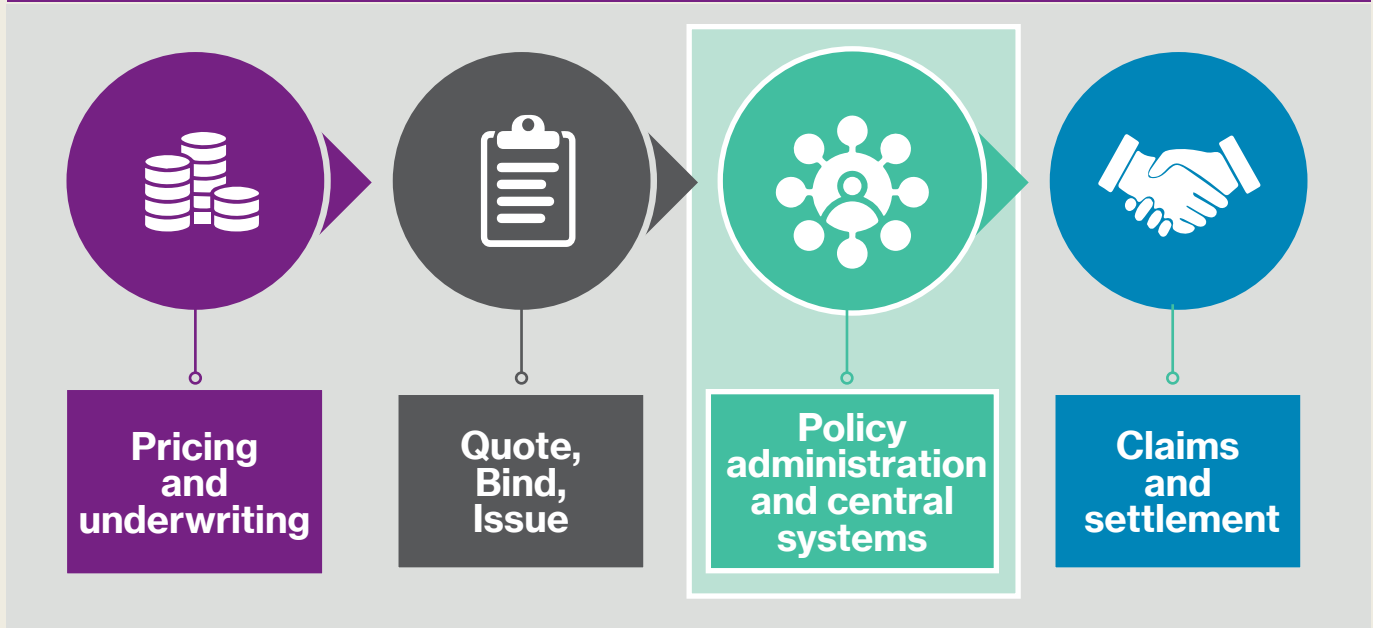 Pricing
and
underwriting
Quote,
Bind,
Issue
Policy
administration
and central
systems
Claims
and
settlement